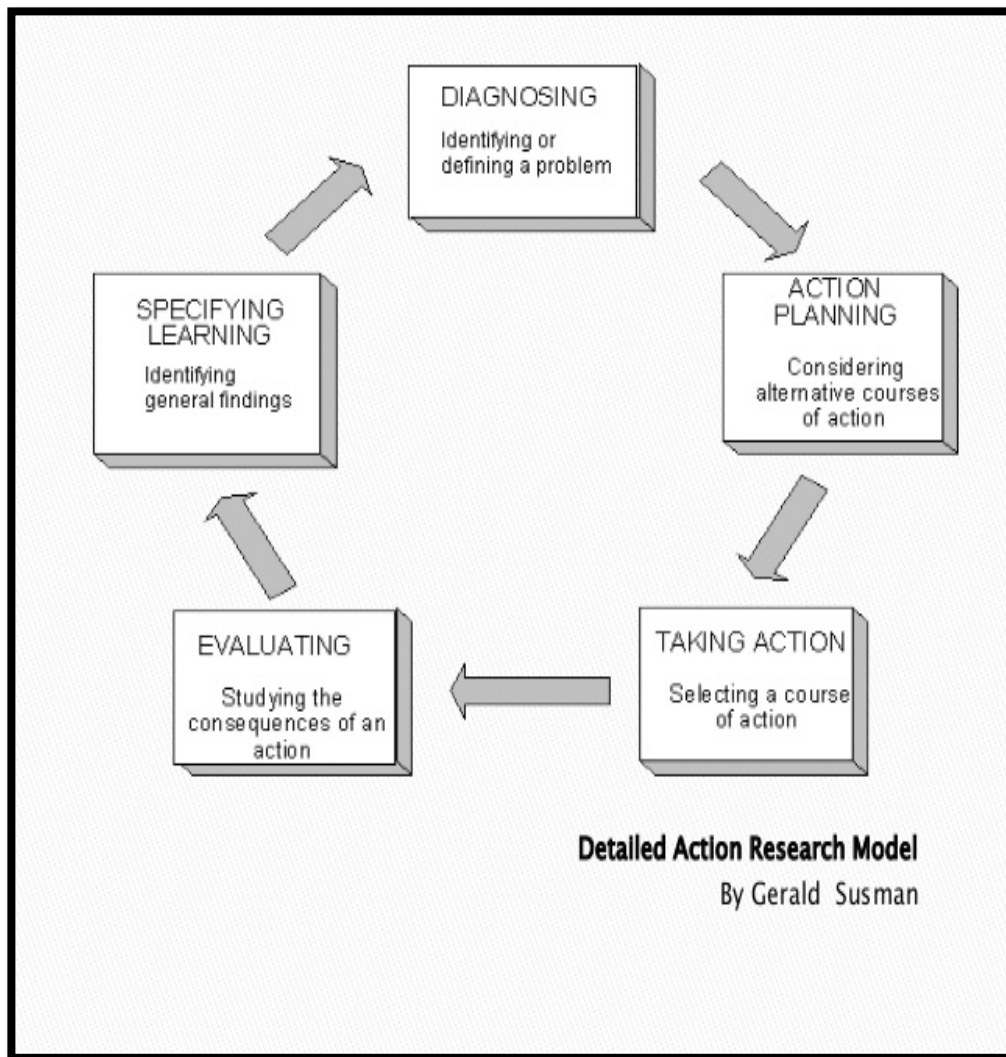 DIAGNOSING
Identifying or
defining a problem
ACTION
PLANNING
Considering
alternative courses
of action
TAKING ACTION
Selecting a course
of action
EVALUATING
Studying the
consequences of an
action
SPECIFYING
LEARNING
Identifying
general findings
Detailed Action Research Model
By Gerald Susman